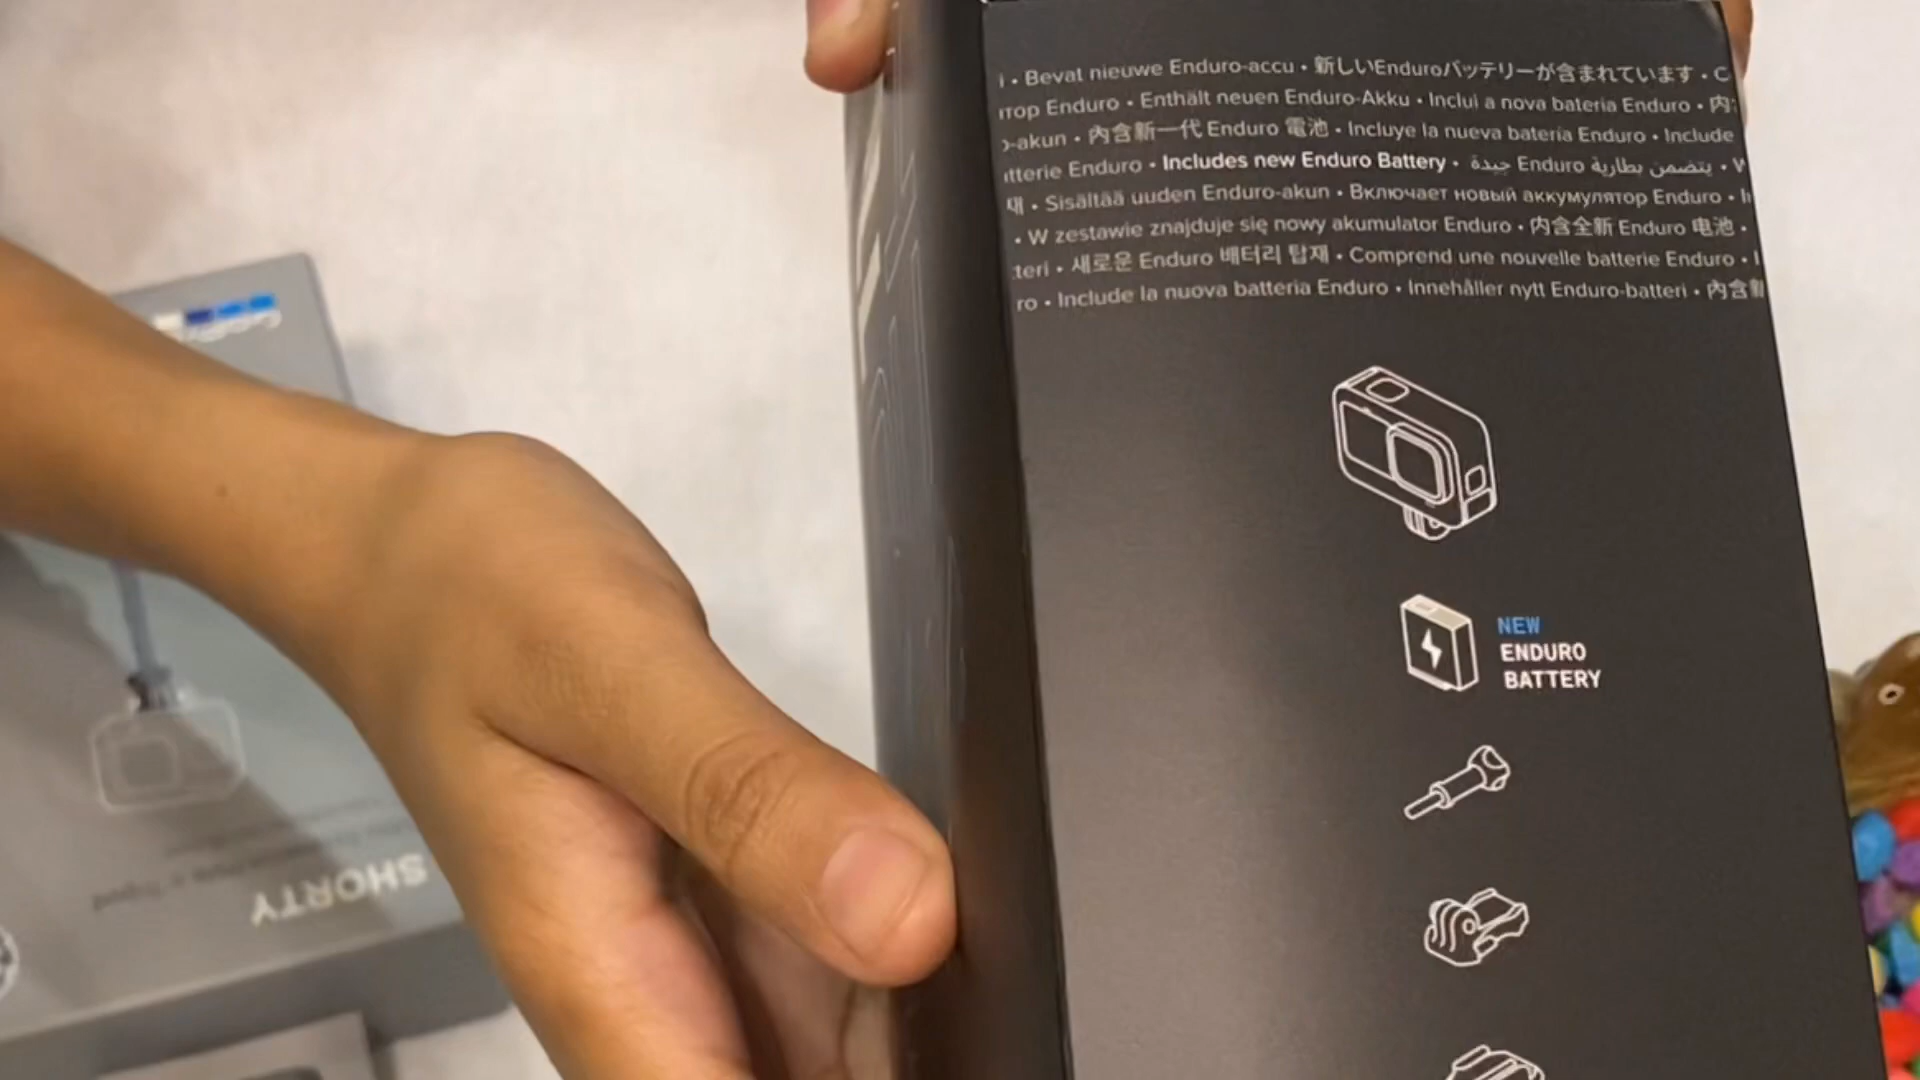 • Bevat nieuwe Enduro-accu • 新しいEnduroバッテリーが含まれています • C
Enduro • Enthält neuen Enduro-Akku • Inclui a nova bateria Enduro • 内
-akun • 內含新一代 Enduro 電池 • Incluye la nueva batería Enduro • Include
tterie Enduro • Includes new Enduro Battery • يتضمن بطارية Enduro جديدة •
재 • Sisältää uuden Enduro-akun • Включает новый аккумулятор Enduro •
• W zestawie znajduje się nowy akumulator Enduro • 内含全新 Enduro 电池 •
teri • 새로운 Enduro 배터리 탑재 • Comprend une nouvelle batterie Enduro •
ro • Include la nuova batteria Enduro • Innehåller nytt Enduro-batteri • 内含
NEW
ENDURO
BATTERY
GoPro
SHORTY